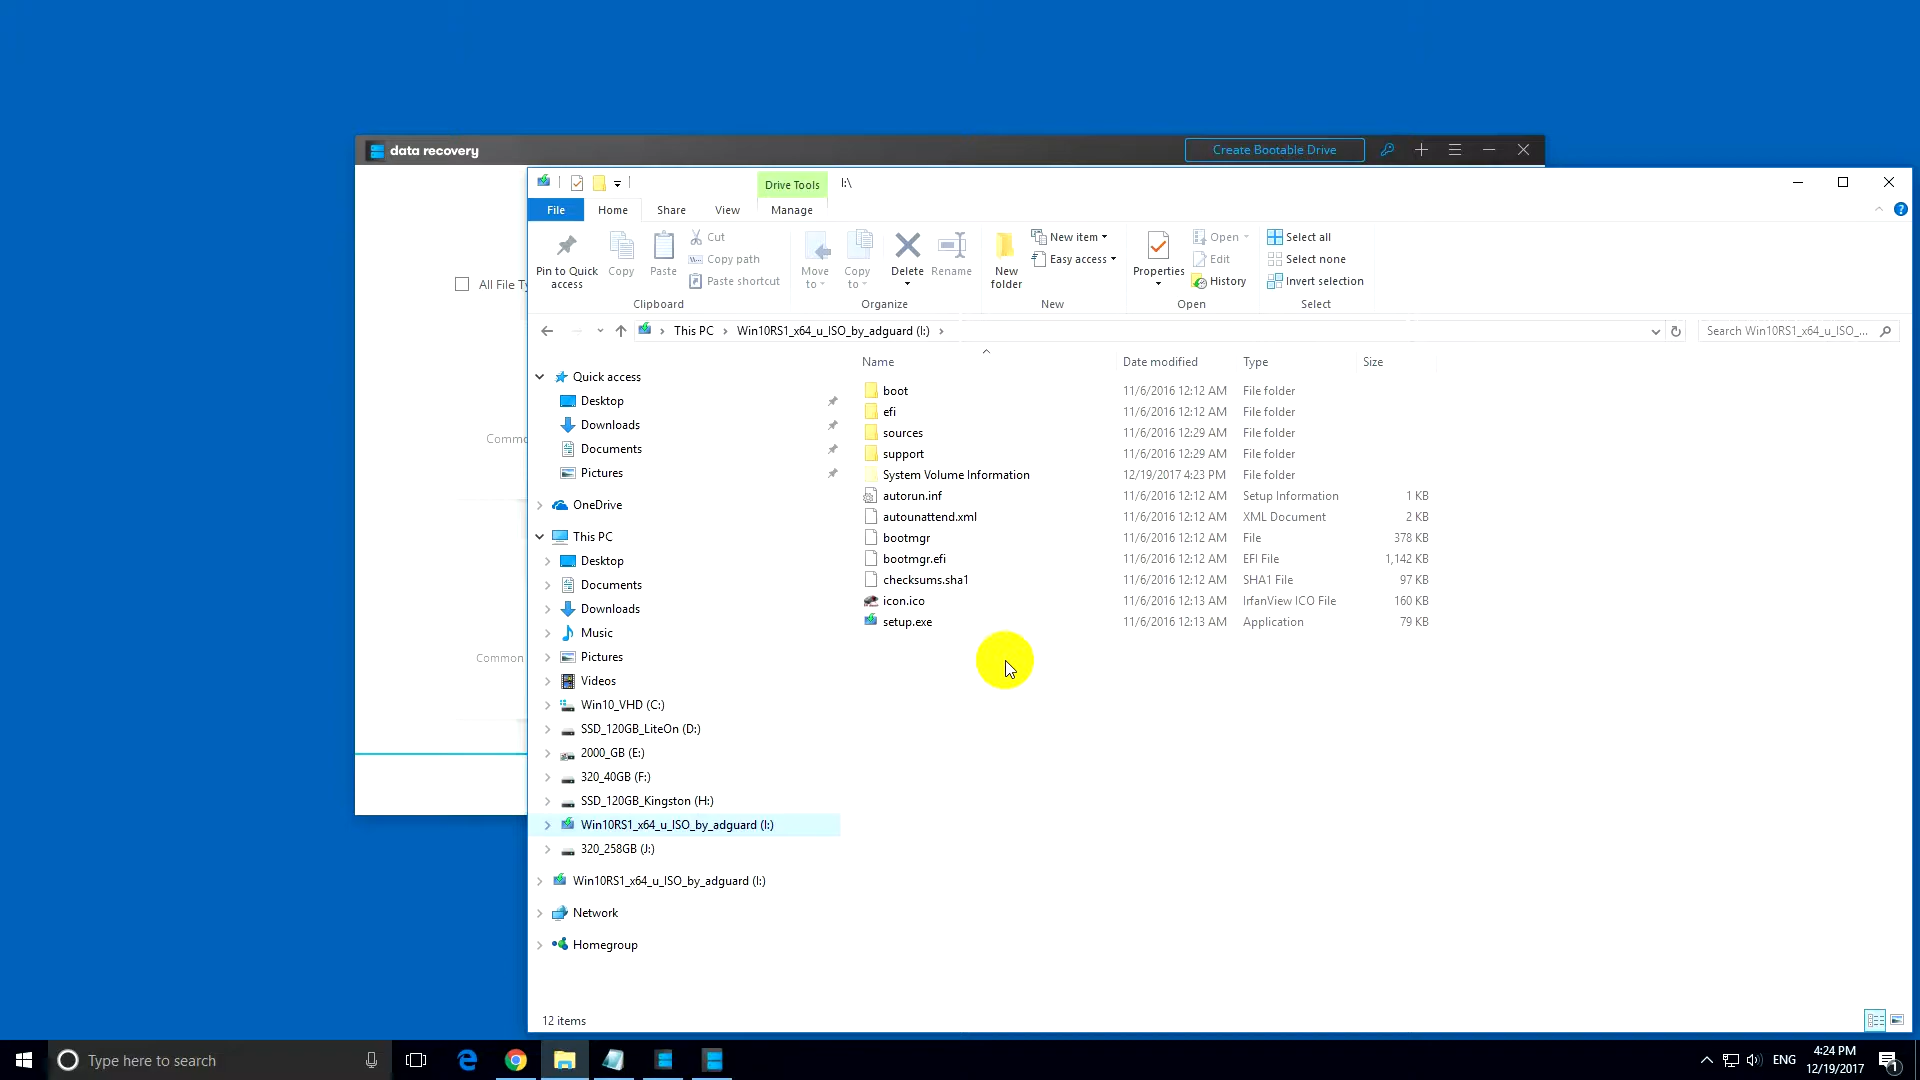 data recovery
Create Bootable Drive
Drive Tools
I:\
File
Home
Share
View
Manage
Pin to Quick access
Copy
Paste
Cut
Copy path
Paste shortcut
Clipboard
Move to
Copy to
Delete
Rename
Organize
New folder
New item
Easy access
New
Properties
Open
Edit
History
Open
Select all
Select none
Invert selection
Select
This PC > Win10RS1_x64_u_ISO_by_adguard (I:) >
Search Win10RS1_x64_u_ISO_...
All File Ty
Commo
Common
Quick access
Desktop
Downloads
Documents
Pictures
OneDrive
This PC
Desktop
Documents
Downloads
Music
Pictures
Videos
Win10_VHD (C:)
SSD_120GB_LiteOn (D:)
2000_GB (E:)
320_40GB (F:)
SSD_120GB_Kingston (H:)
Win10RS1_x64_u_ISO_by_adguard (I:)
320_258GB (J:)
Win10RS1_x64_u_ISO_by_adguard (I:)
Network
Homegroup
Name Date modified Type Size
boot 11/6/2016 12:12 AM File folder
efi 11/6/2016 12:12 AM File folder
sources 11/6/2016 12:29 AM File folder
support 11/6/2016 12:29 AM File folder
System Volume Information 12/19/2017 4:23 PM File folder
autorun.inf 11/6/2016 12:12 AM Setup Information 1 KB
autounattend.xml 11/6/2016 12:12 AM XML Document 2 KB
bootmgr 11/6/2016 12:12 AM File 378 KB
bootmgr.efi 11/6/2016 12:12 AM EFI File 1,142 KB
checksums.sha1 11/6/2016 12:12 AM SHA1 File 97 KB
icon.ico 11/6/2016 12:13 AM IrfanView ICO File 160 KB
setup.exe 11/6/2016 12:13 AM Application 79 KB
12 items
Type here to search
ENG
4:24 PM
12/19/2017
1